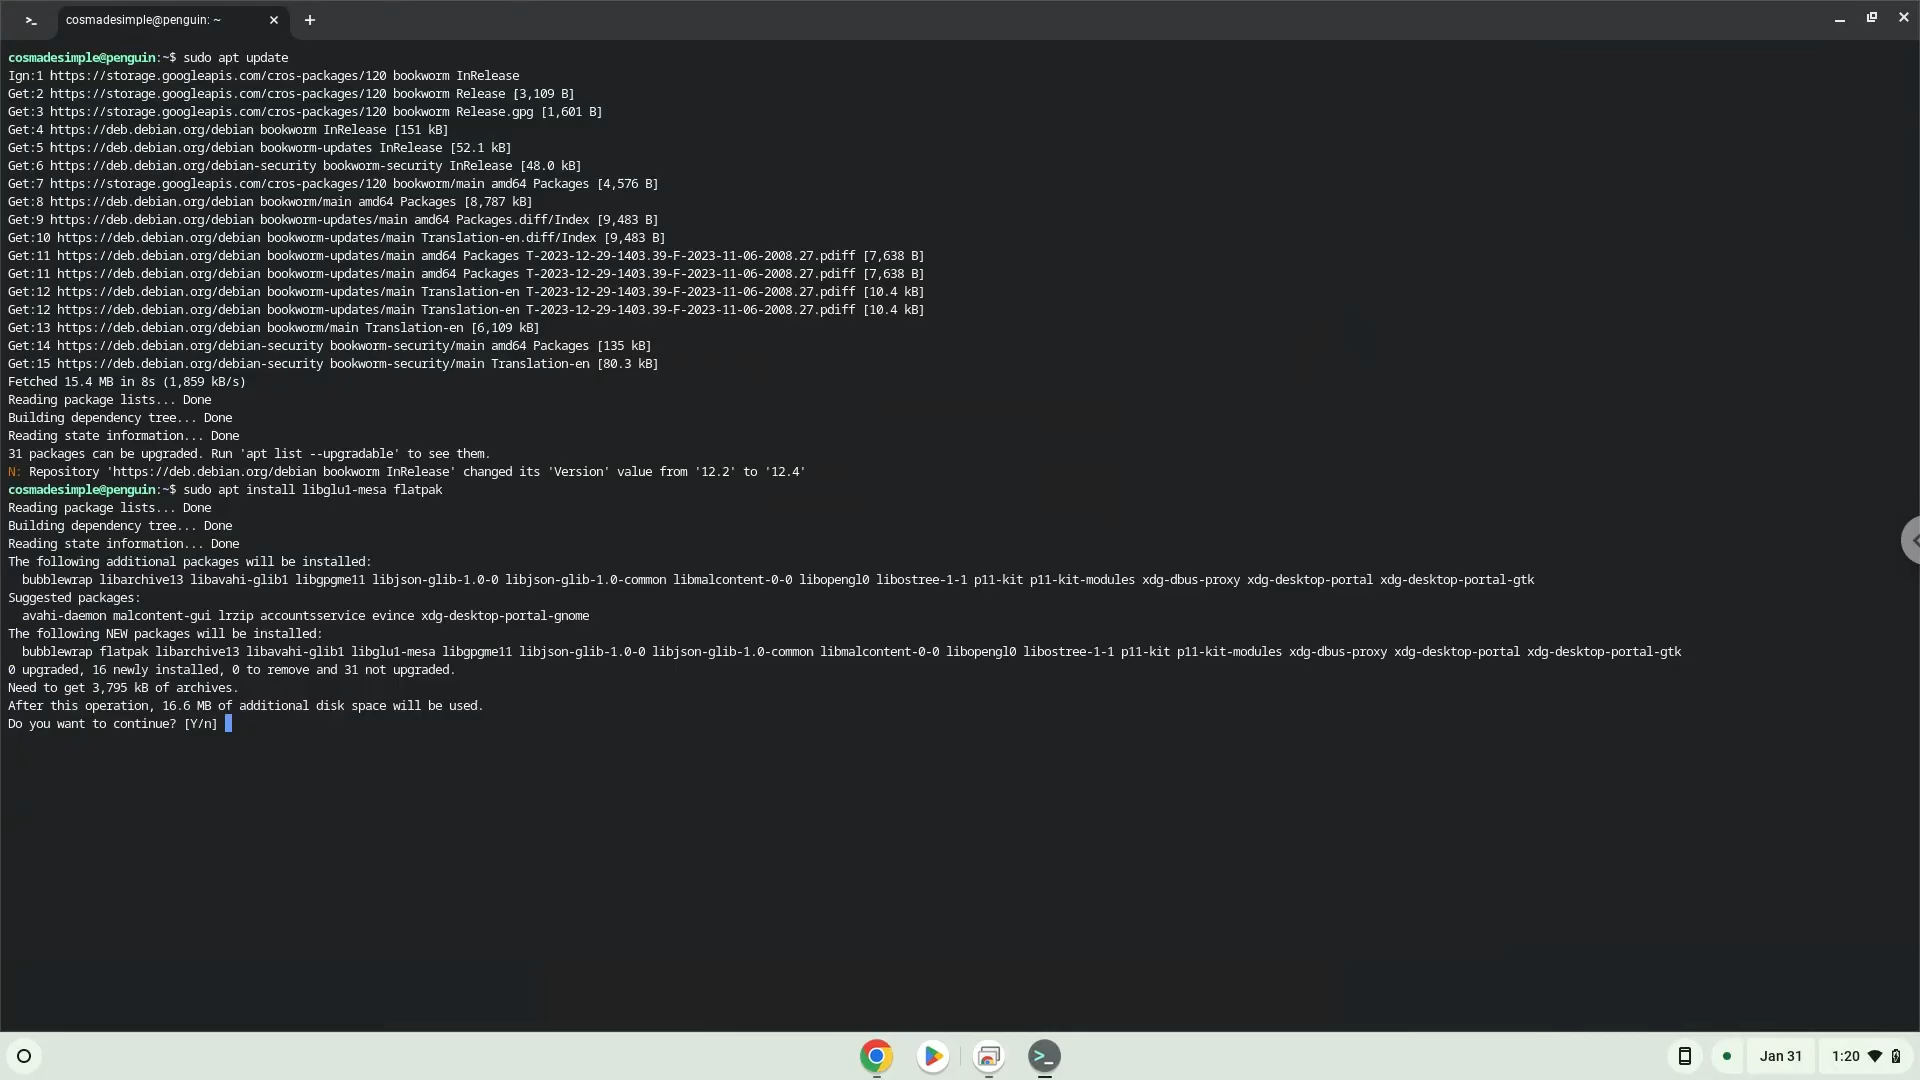 cosmadesimple@penguin: ~
cosmadesimple@penguin:~$ sudo apt update
Ign:1 https://storage.googleapis.com/cros-packages/120 bookworm InRelease
Get:2 https://storage.googleapis.com/cros-packages/120 bookworm Release [3,109 B]
Get:3 https://storage.googleapis.com/cros-packages/120 bookworm Release.gpg [1,601 B]
Get:4 https://deb.debian.org/debian bookworm InRelease [151 kB]
Get:5 https://deb.debian.org/debian bookworm-updates InRelease [52.1 kB]
Get:6 https://deb.debian.org/debian-security bookworm-security InRelease [48.0 kB]
Get:7 https://storage.googleapis.com/cros-packages/120 bookworm/main amd64 Packages [4,576 B]
Get:8 https://deb.debian.org/debian bookworm/main amd64 Packages [8,787 kB]
Get:9 https://deb.debian.org/debian bookworm-updates/main amd64 Packages.diff/Index [9,483 B]
Get:10 https://deb.debian.org/debian bookworm-updates/main Translation-en.diff/Index [9,483 B]
Get:11 https://deb.debian.org/debian bookworm-updates/main amd64 Packages T-2023-12-29-1403.39-F-2023-11-06-2008.27.pdiff [7,638 B]
Get:11 https://deb.debian.org/debian bookworm-updates/main amd64 Packages T-2023-12-29-1403.39-F-2023-11-06-2008.27.pdiff [7,638 B]
Get:12 https://deb.debian.org/debian bookworm-updates/main Translation-en T-2023-12-29-1403.39-F-2023-11-06-2008.27.pdiff [10.4 kB]
Get:12 https://deb.debian.org/debian bookworm-updates/main Translation-en T-2023-12-29-1403.39-F-2023-11-06-2008.27.pdiff [10.4 kB]
Get:13 https://deb.debian.org/debian bookworm/main Translation-en [6,109 kB]
Get:14 https://deb.debian.org/debian-security bookworm-security/main amd64 Packages [135 kB]
Get:15 https://deb.debian.org/debian-security bookworm-security/main Translation-en [80.3 kB]
Fetched 15.4 MB in 8s (1,859 kB/s)
Reading package lists... Done
Building dependency tree... Done
Reading state information... Done
31 packages can be upgraded. Run 'apt list --upgradable' to see them.
N: Repository 'https://deb.debian.org/debian bookworm InRelease' changed its 'Version' value from '12.2' to '12.4'
cosmadesimple@penguin:~$ sudo apt install libglu1-mesa flatpak
Reading package lists... Done
Building dependency tree... Done
Reading state information... Done
The following additional packages will be installed:
bubblewrap libarchive13 libavahi-glib1 libgpgme11 libjson-glib-1.0-0 libjson-glib-1.0-common libmalcontent-0-0 libopengl0 libostree-1-1 p11-kit p11-kit-modules xdg-dbus-proxy xdg-desktop-portal xdg-desktop-portal-gtk
Suggested packages:
avahi-daemon malcontent-gui lrzip accountsservice evince xdg-desktop-portal-gnome
The following NEW packages will be installed:
bubblewrap flatpak libarchive13 libavahi-glib1 libglu1-mesa libgpgme11 libjson-glib-1.0-0 libjson-glib-1.0-common libmalcontent-0-0 libopengl0 libostree-1-1 p11-kit p11-kit-modules xdg-dbus-proxy xdg-desktop-portal xdg-desktop-portal-gtk
0 upgraded, 16 newly installed, 0 to remove and 31 not upgraded.
Need to get 3,795 kB of archives.
After this operation, 16.6 MB of additional disk space will be used.
Do you want to continue? [Y/n]
Jan 31 1:20